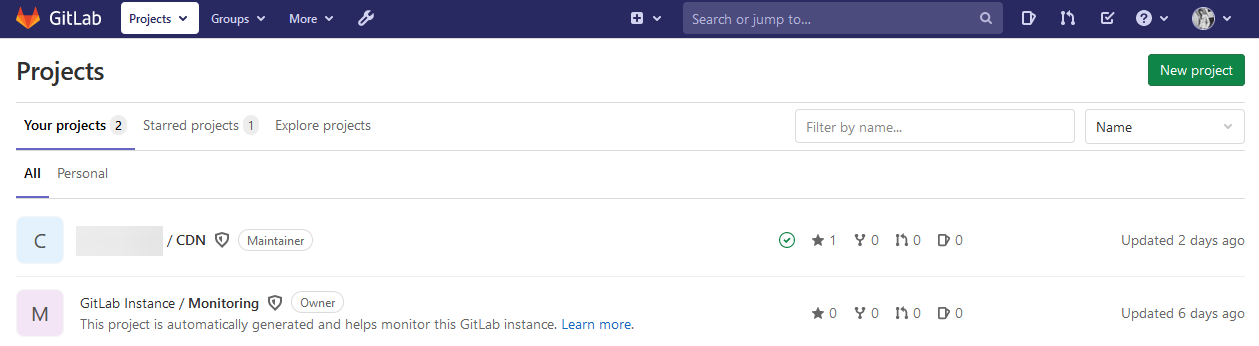 GitLab Projects Groups More Search or jump to...
Projects New project
Your projects 2 Starred projects 1 Explore projects Filter by name... Name
All Personal
C / CDN Maintainer 1 0 0 0 Updated 2 days ago
M GitLab Instance / Monitoring Owner 0 0 0 0 Updated 6 days ago
This project is automatically generated and helps monitor this GitLab instance. Learn more.